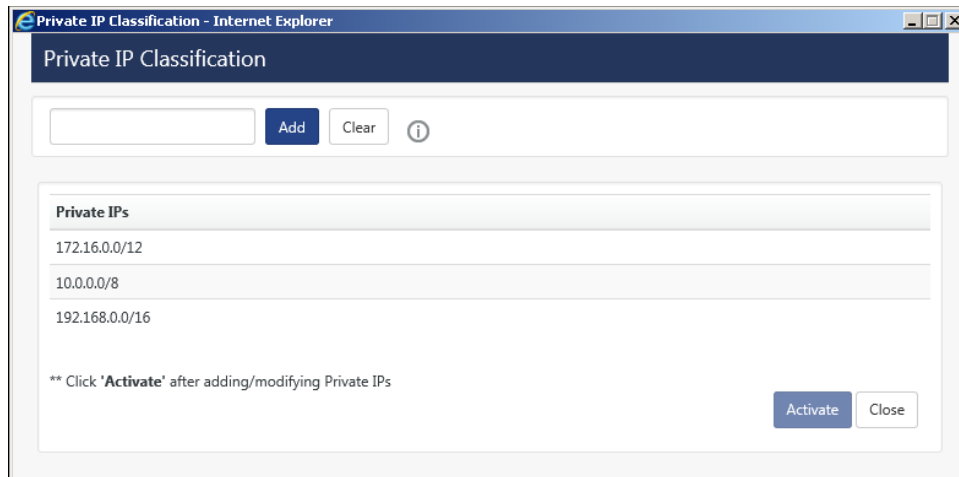 Private IP Classification - Internet Explorer
Private IP Classification
Add Clear
Private IPs
172.16.0.0/12
10.0.0.0/8
192.168.0.0/16
** Click 'Activate' after adding/modifying Private IPs
Activate Close